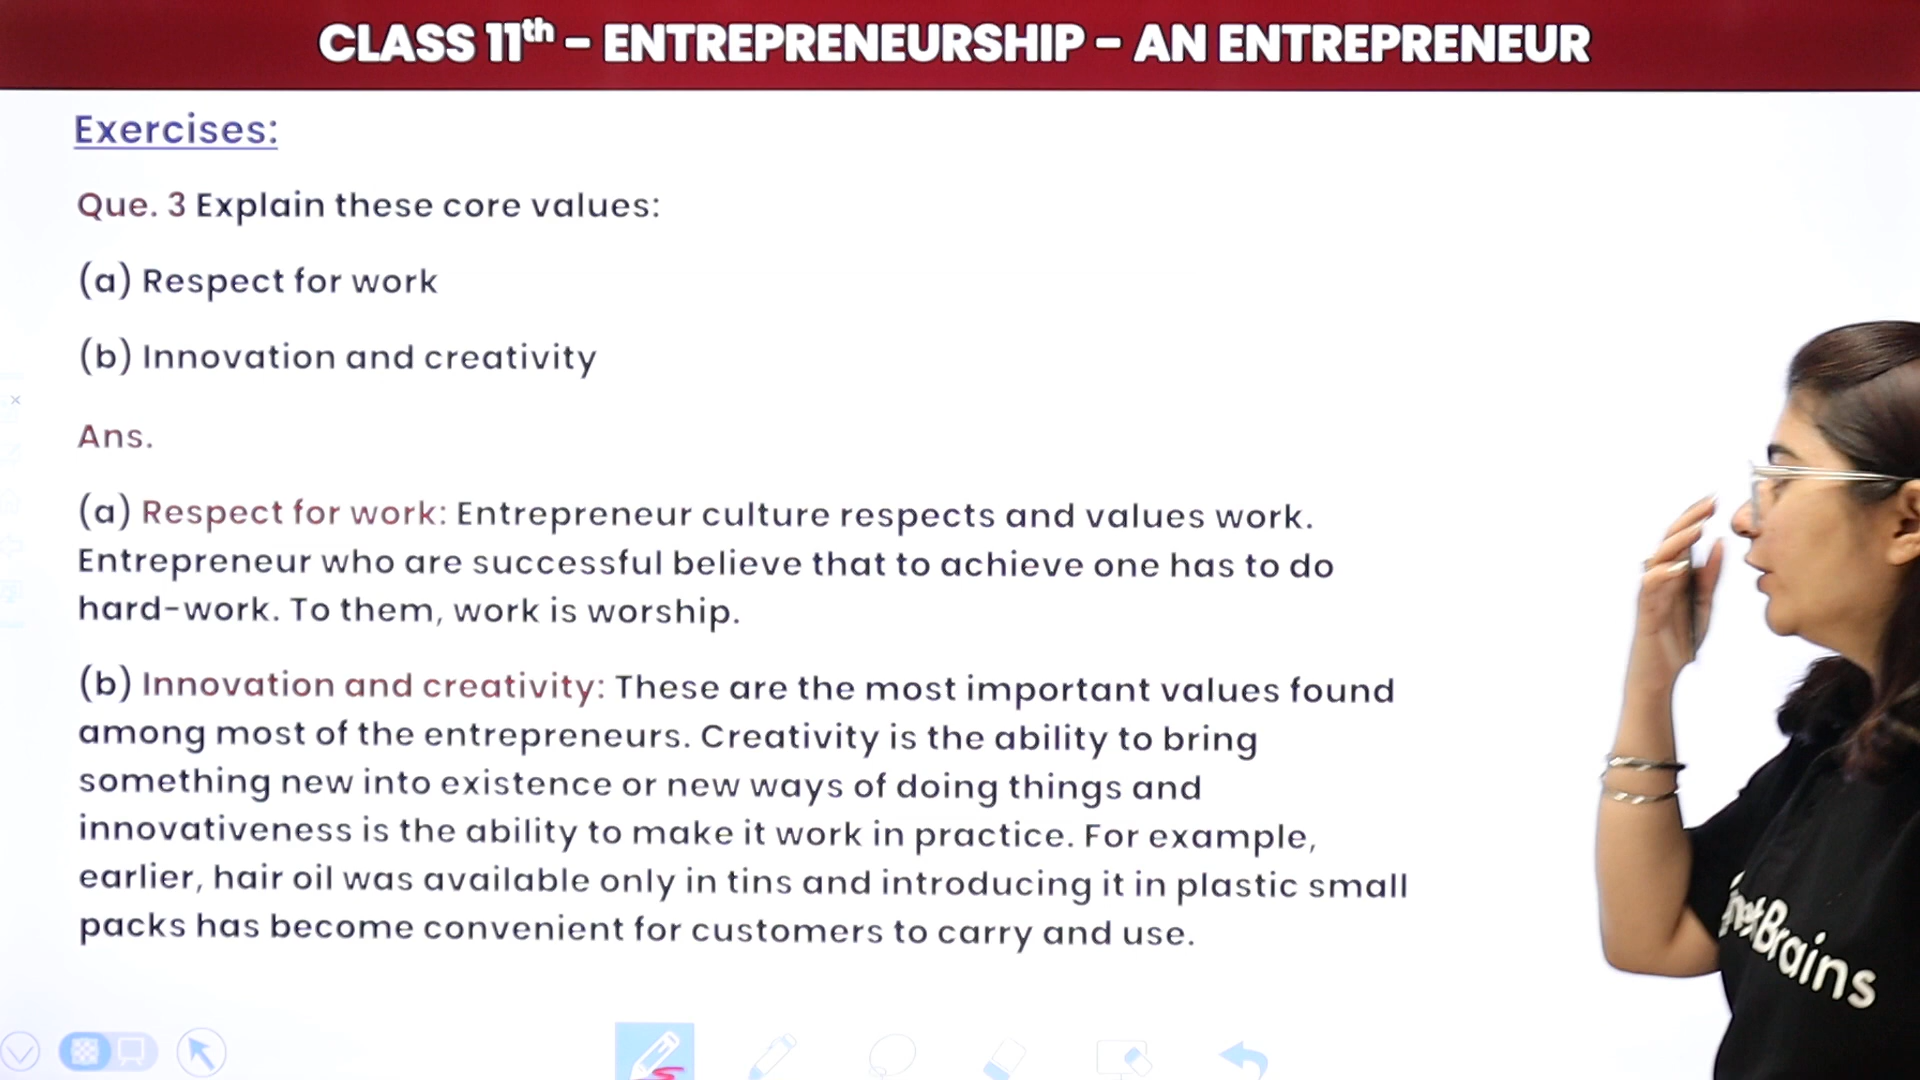 CLASS 11th – ENTREPRENEURSHIP – AN ENTREPRENEUR
Exercises:
Que. 3 Explain these core values:
(a) Respect for work
(b) Innovation and creativity
Ans.
(a) Respect for work: Entrepreneur culture respects and values work.
Entrepreneur who are successful believe that to achieve one has to do
hard-work. To them, work is worship.
(b) Innovation and creativity: These are the most important values found
among most of the entrepreneurs. Creativity is the ability to bring
something new into existence or new ways of doing things and
innovativeness is the ability to make it work in practice. For example,
earlier, hair oil was available only in tins and introducing it in plastic small
packs has become convenient for customers to carry and use.
Brains